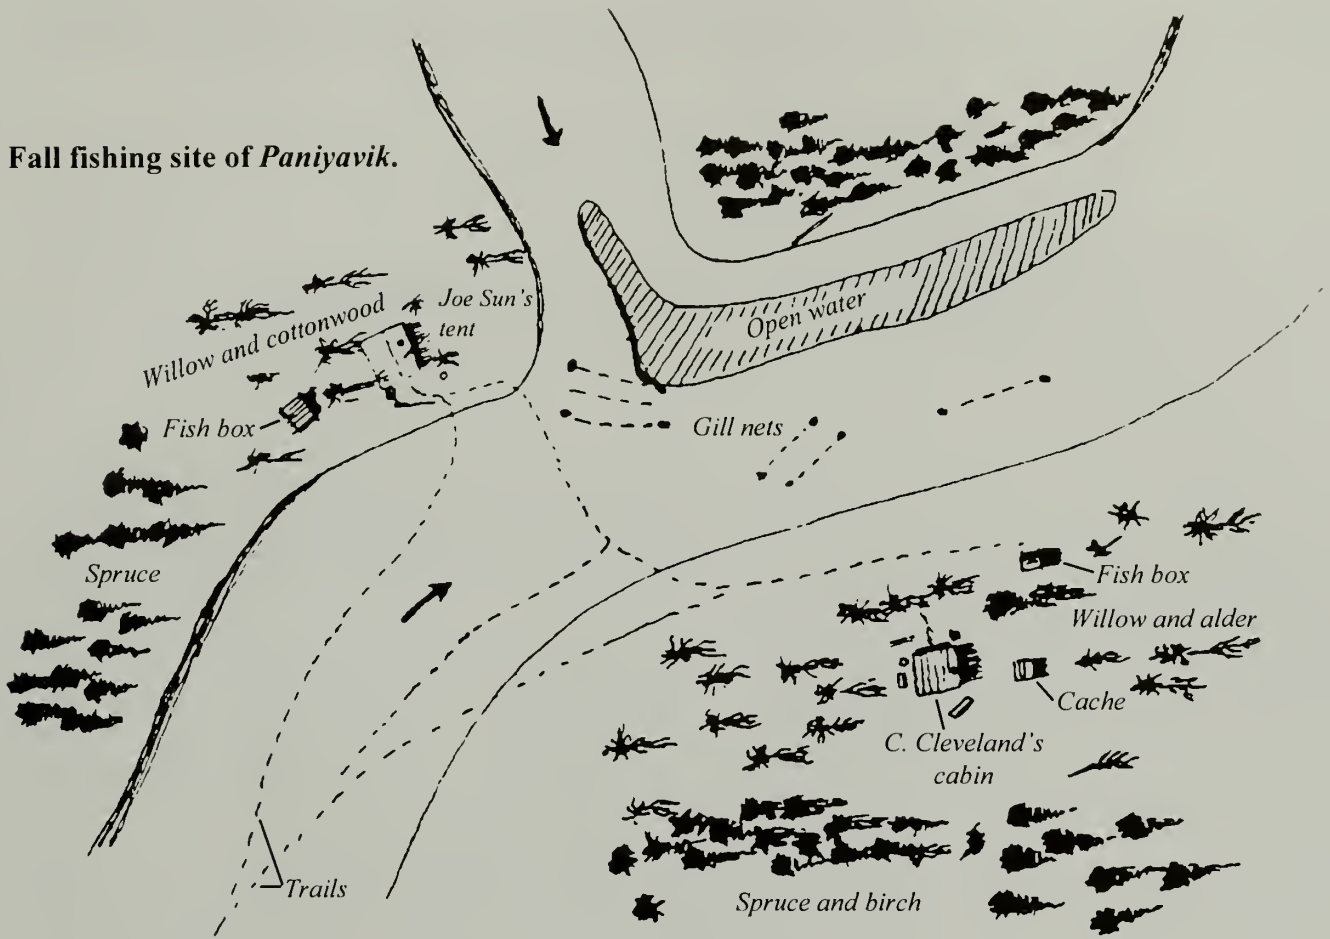 Fall fishing site of Paniyavik.
Joe Sun's
tent
Willow and cottonwood
Open water
Fish box
Gill nets
Spruce
Fish box
Willow and alder
Cache
C. Cleveland's
cabin
Trails
Spruce and birch